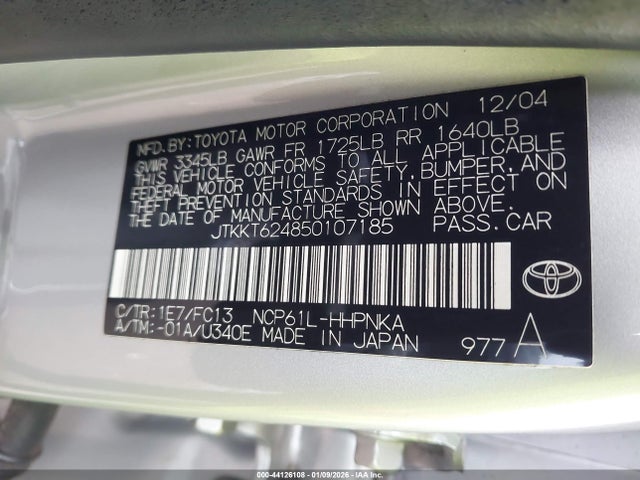 MFD. BY: TOYOTA MOTOR CORPORATION 12/04
GVWR 3345LB GAWR FR 1725LB RR 1640LB
THIS VEHICLE CONFORMS TO ALL APPLICABLE
FEDERAL MOTOR VEHICLE SAFETY, BUMPER, AND
THEFT PREVENTION STANDARDS IN EFFECT ON
THE DATE OF MANUFACTURE SHOWN ABOVE.
JTKKT624850107185 PASS. CAR
C/TR: 1E7/FC13 NCP61L-HHPNKA
A/TM: -01A/U340E MADE IN JAPAN 977 A
000-44126108 - 01/09/2026 - IAA Inc.